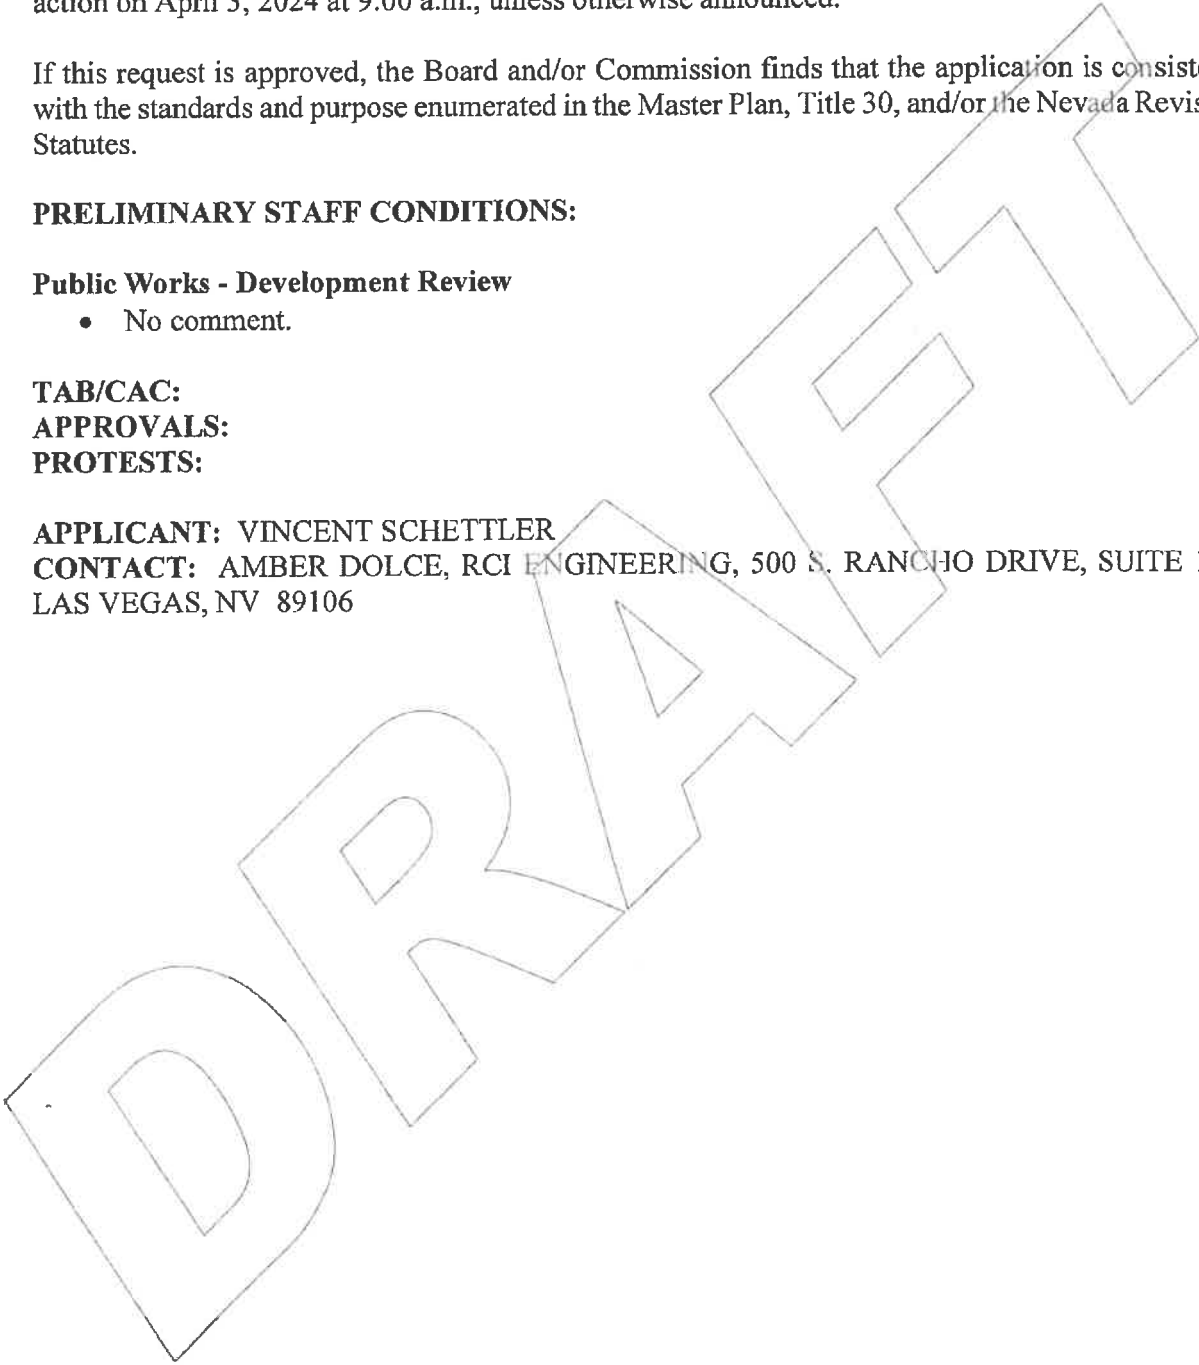 action on April 3, 2024 at 9:00 a.m., unless otherwise announced.
If this request is approved, the Board and/or Commission finds that the application is consiste
with the standards and purpose enumerated in the Master Plan, Title 30, and/or the Nevada Revis
Statutes.
PRELIMINARY STAFF CONDITIONS:
Public Works - Development Review
• No comment.
TAB/CAC:
APPROVALS:
PROTESTS:
APPLICANT: VINCENT SCHETTLER
CONTACT: AMBER DOLCE, RCI ENGINEERING, 500 S. RANCHO DRIVE, SUITE
LAS VEGAS, NV 89106
DRAFT